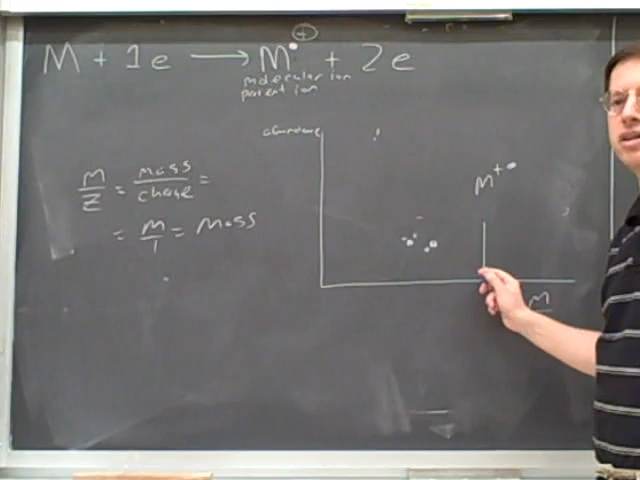 M + 1e ⟶ M•⊕ + 2e
molecular ion
parent ion
abundance
M/Z = mass/charge =
= M/1 = Mass
M+•
M